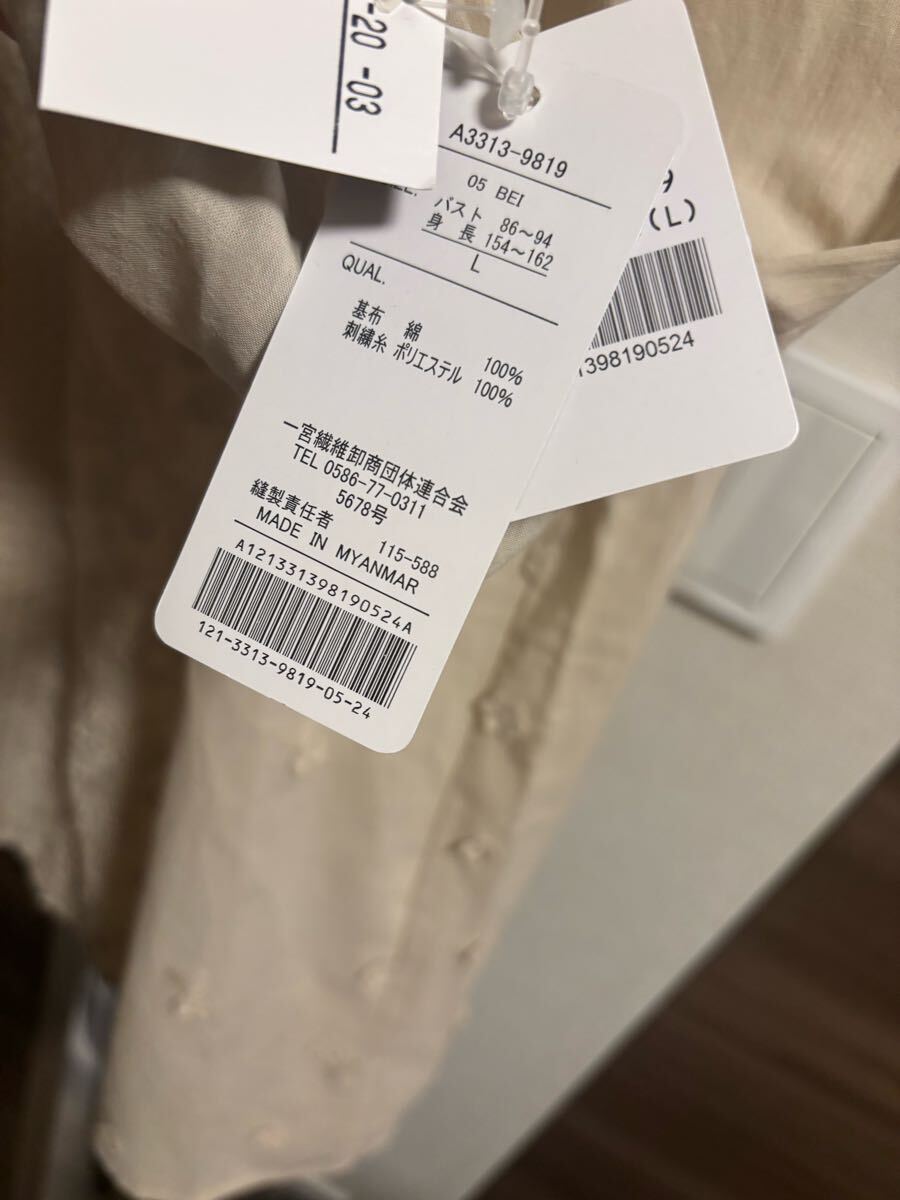 -20 -03
A3313-9819
05 BEI
バスト 86～94
身 長 154～162
L
QUAL.
基布 綿 100%
刺繍糸 ポリエステル 100%
一宮繊維卸商団体連合会
TEL 0586-77-0311
5678号
縫製責任者 115-588
MADE IN MYANMAR
A121331398190524A
121-3313-9819-05-24
9
(L)
1398190524